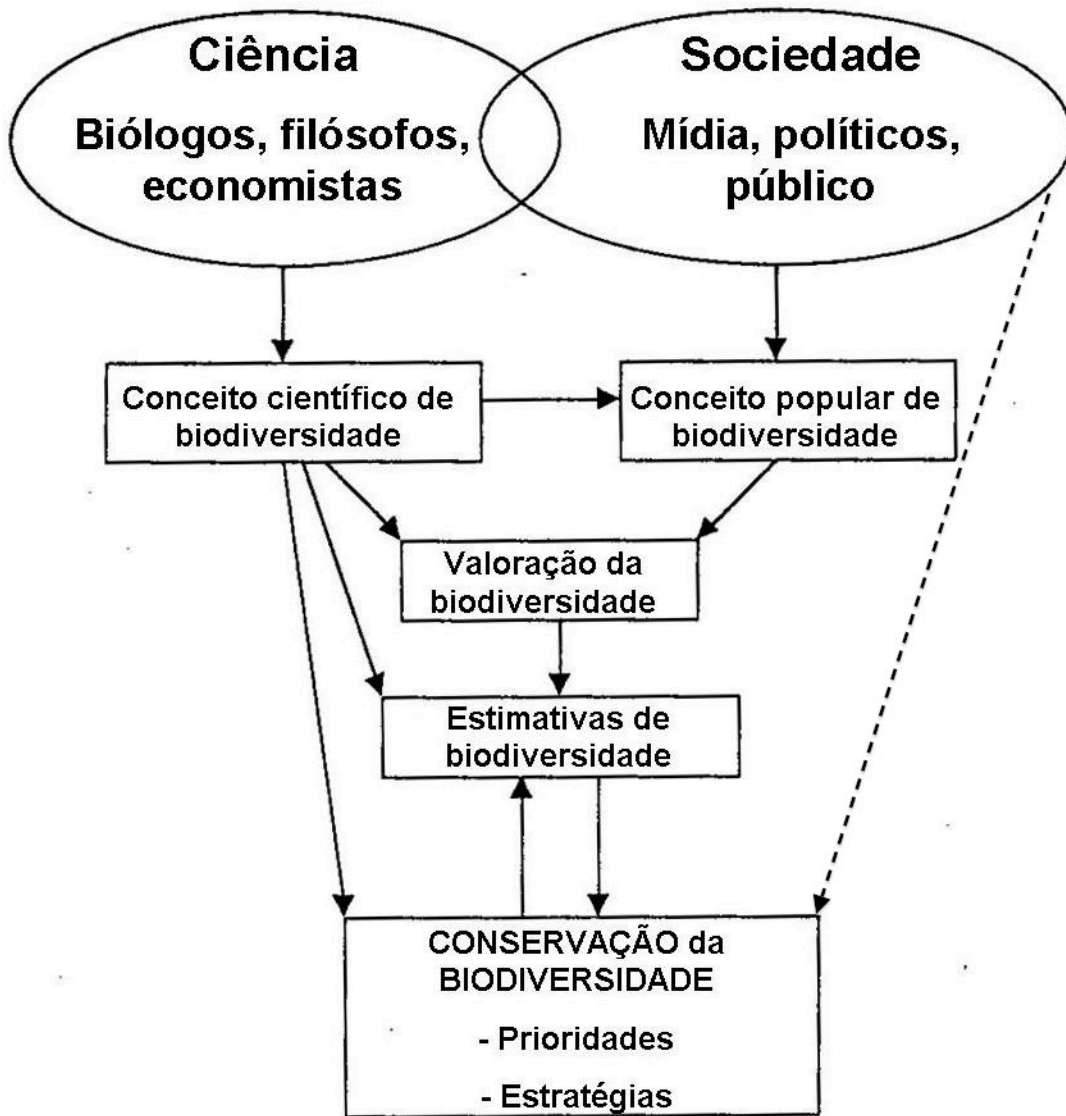 Ciência
Biólogos, filósofos,
economistas
Sociedade
Mídia, políticos,
público
Conceito científico de
biodiversidade
Conceito popular de
biodiversidade
Valoração da
biodiversidade
Estimativas de
biodiversidade
CONSERVAÇÃO da
BIODIVERSIDADE
- Prioridades
- Estratégias